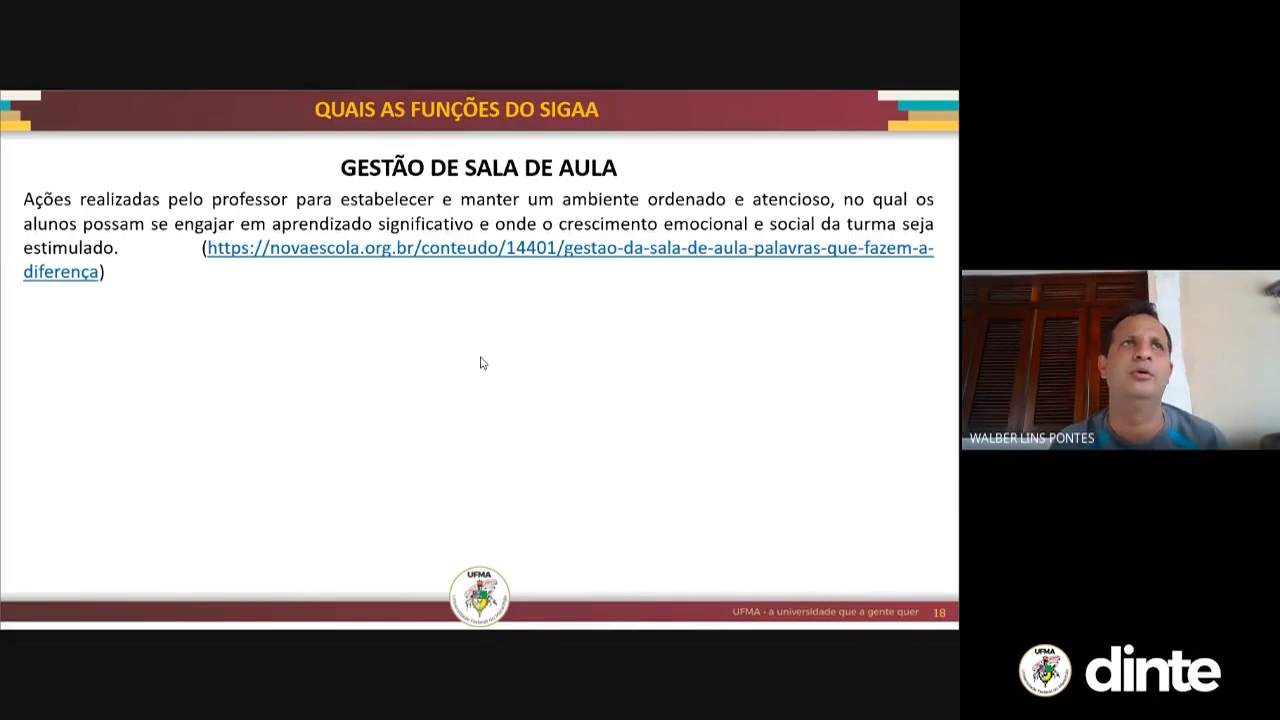 QUAIS AS FUNÇÕES DO SIGAA
GESTÃO DE SALA DE AULA
Ações realizadas pelo professor para estabelecer e manter um ambiente ordenado e atencioso, no qual os
alunos possam se engajar em aprendizado significativo e onde o crescimento emocional e social da turma seja
estimulado. (https://novaescola.org.br/conteudo/14401/gestao-da-sala-de-aula-palavras-que-fazem-a-
diferença)
WALBER LINS PONTES
UFMA
UFMA - a universidade que a gente quer 18
UFMA
dinte